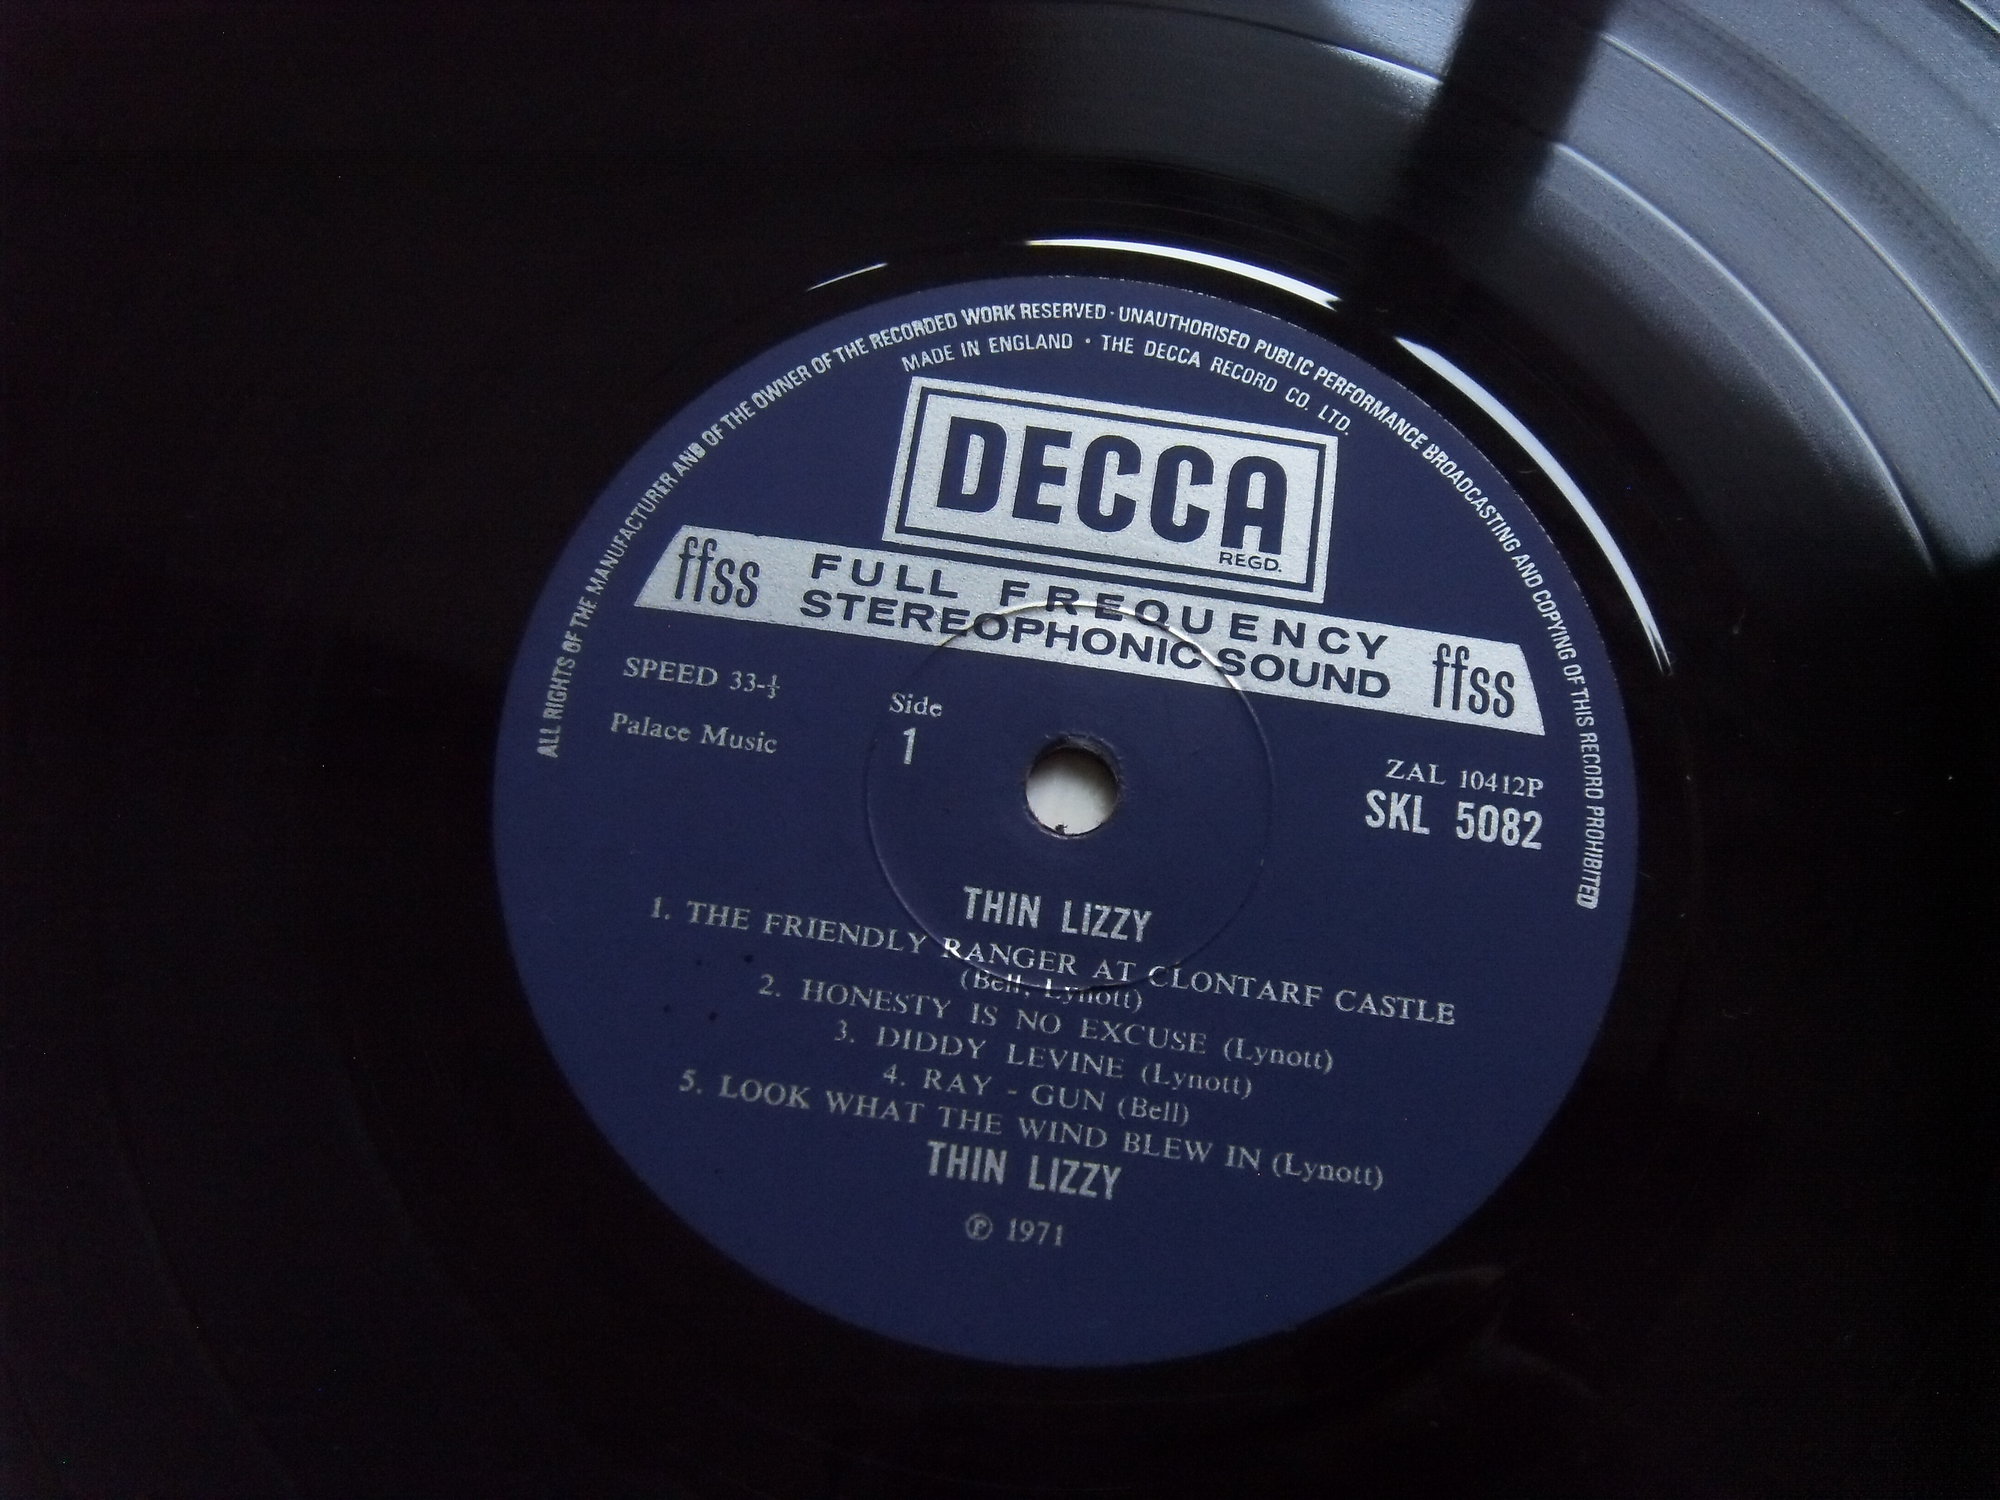 ALL RIGHTS OF THE MANUFACTURER AND OF THE OWNER OF THE RECORDED WORK RESERVED · UNAUTHORISED PUBLIC PERFORMANCE BROADCASTING AND COPYING OF THIS RECORD PROHIBITED
MADE IN ENGLAND • THE DECCA RECORD CO. LTD.
DECCA
REGD.
ffss FULL FREQUENCY ffss
STEREOPHONIC SOUND
SPEED 33-⅓
Palace Music
Side
1
ZAL 10412P
SKL 5082
THIN LIZZY
1. THE FRIENDLY RANGER AT CLONTARF CASTLE
(Bell, Lynott)
2. HONESTY IS NO EXCUSE (Lynott)
3. DIDDY LEVINE (Lynott)
4. RAY - GUN (Bell)
5. LOOK WHAT THE WIND BLEW IN (Lynott)
THIN LIZZY
℗ 1971